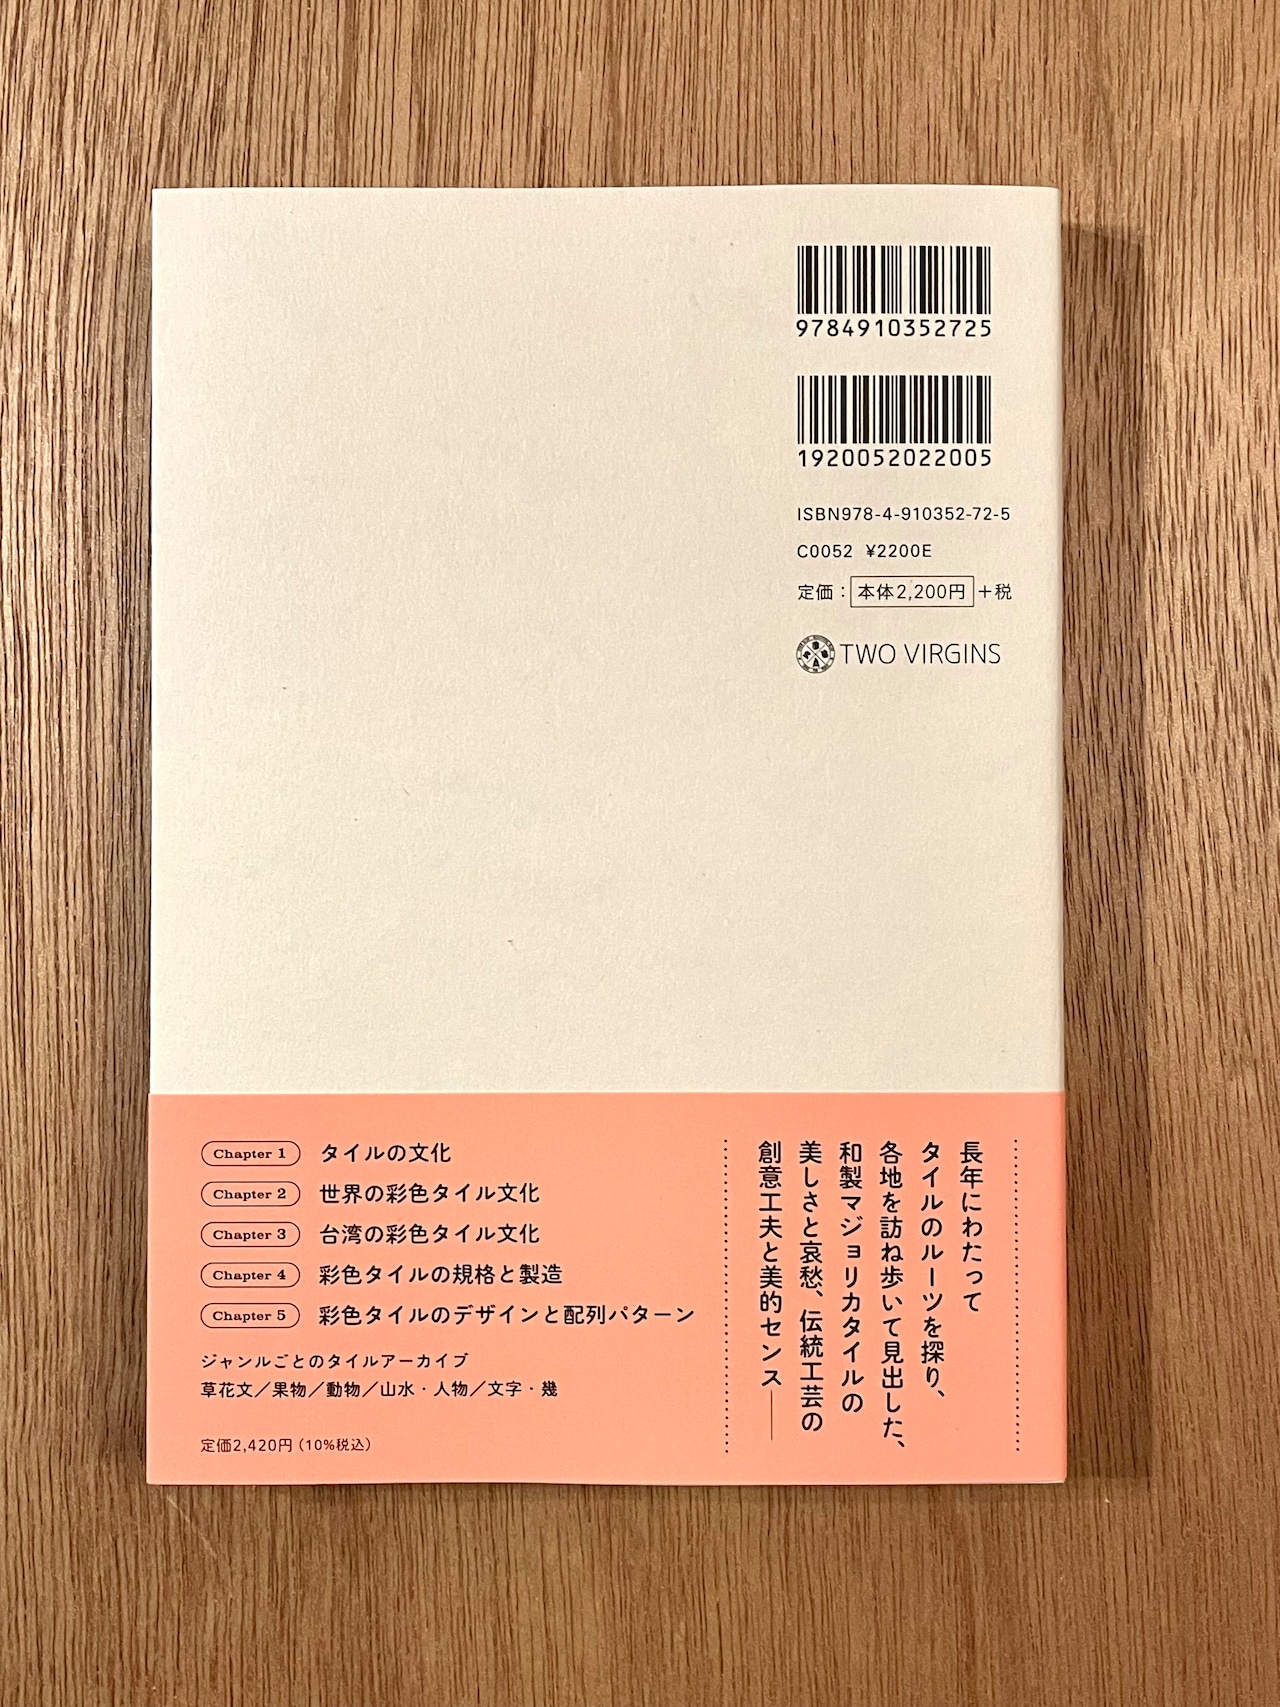 9784910352725
1920052022005
ISBN978-4-910352-72-5
C0052 ¥2200E
定価：本体2,200円＋税
TWO VIRGINS
長年にわたって
タイルのルーツを探り、
各地を訪ね歩いて見出した、
和製マジョリカタイルの
美しさと哀愁、伝統工芸の
創意工夫と美的センス――
Chapter 1 タイルの文化
Chapter 2 世界の彩色タイル文化
Chapter 3 台湾の彩色タイル文化
Chapter 4 彩色タイルの規格と製造
Chapter 5 彩色タイルのデザインと配列パターン
ジャンルごとのタイルアーカイブ
草花文／果物／動物／山水・人物／文字・幾
定価2,420円（10%税込）